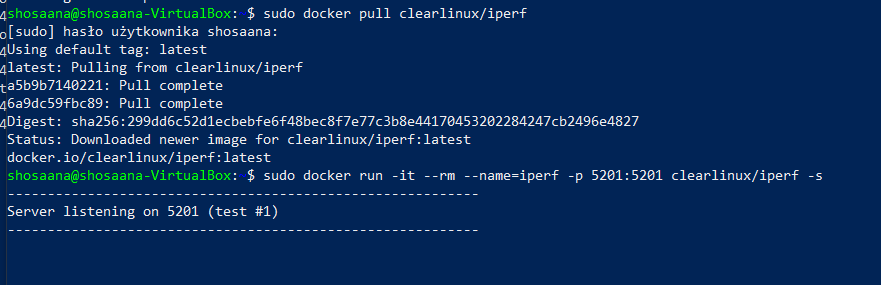 shosaana@shosaana-VirtualBox:~$ sudo docker pull clearlinux/iperf
[sudo] hasło użytkownika shosaana:
Using default tag: latest
latest: Pulling from clearlinux/iperf
a5b9b7140221: Pull complete
6a9dc59fbc89: Pull complete
Digest: sha256:299dd6c52d1ecbebfe6f48bec8f7e77c3b8e44170453202284247cb2496e4827
Status: Downloaded newer image for clearlinux/iperf:latest
docker.io/clearlinux/iperf:latest
shosaana@shosaana-VirtualBox:~$ sudo docker run -it --rm --name=iperf -p 5201:5201 clearlinux/iperf -s
-----------------------------------------------------------
Server listening on 5201 (test #1)
-----------------------------------------------------------